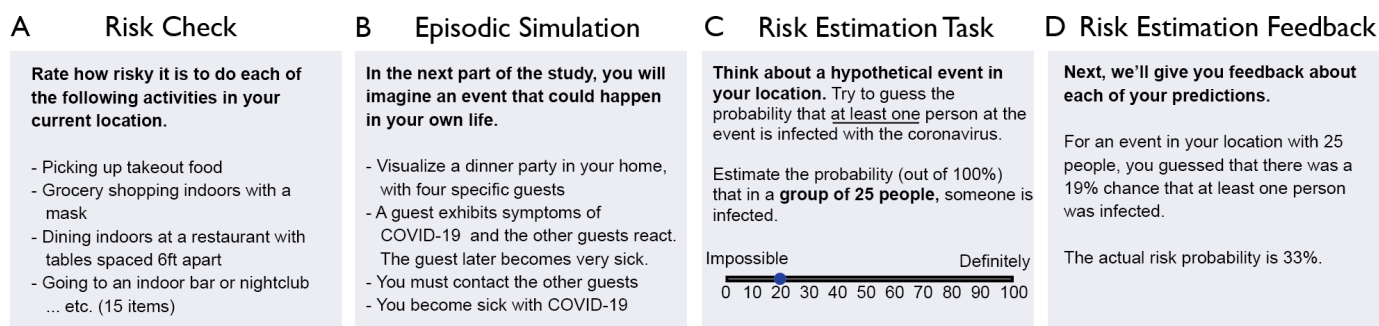 A Risk Check
Rate how risky it is to do each of
the following activities in your
current location.
- Picking up takeout food
- Grocery shopping indoors with a
mask
- Dining indoors at a restaurant with
tables spaced 6ft apart
- Going to an indoor bar or nightclub
... etc. (15 items)
B Episodic Simulation
In the next part of the study, you will
imagine an event that could happen
in your own life.
- Visualize a dinner party in your home,
with four specific guests
- A guest exhibits symptoms of
COVID-19 and the other guests react.
The guest later becomes very sick.
- You must contact the other guests
- You become sick with COVID-19
C Risk Estimation Task
Think about a hypothetical event in
your location. Try to guess the
probability that at least one person at the
event is infected with the coronavirus.
Estimate the probability (out of 100%)
that in a group of 25 people, someone is
infected.
Impossible Definitely
0 10 20 30 40 50 60 70 80 90 100
D Risk Estimation Feedback
Next, we’ll give you feedback about
each of your predictions.
For an event in your location with 25
people, you guessed that there was a
19% chance that at least one person
was infected.
The actual risk probability is 33%.